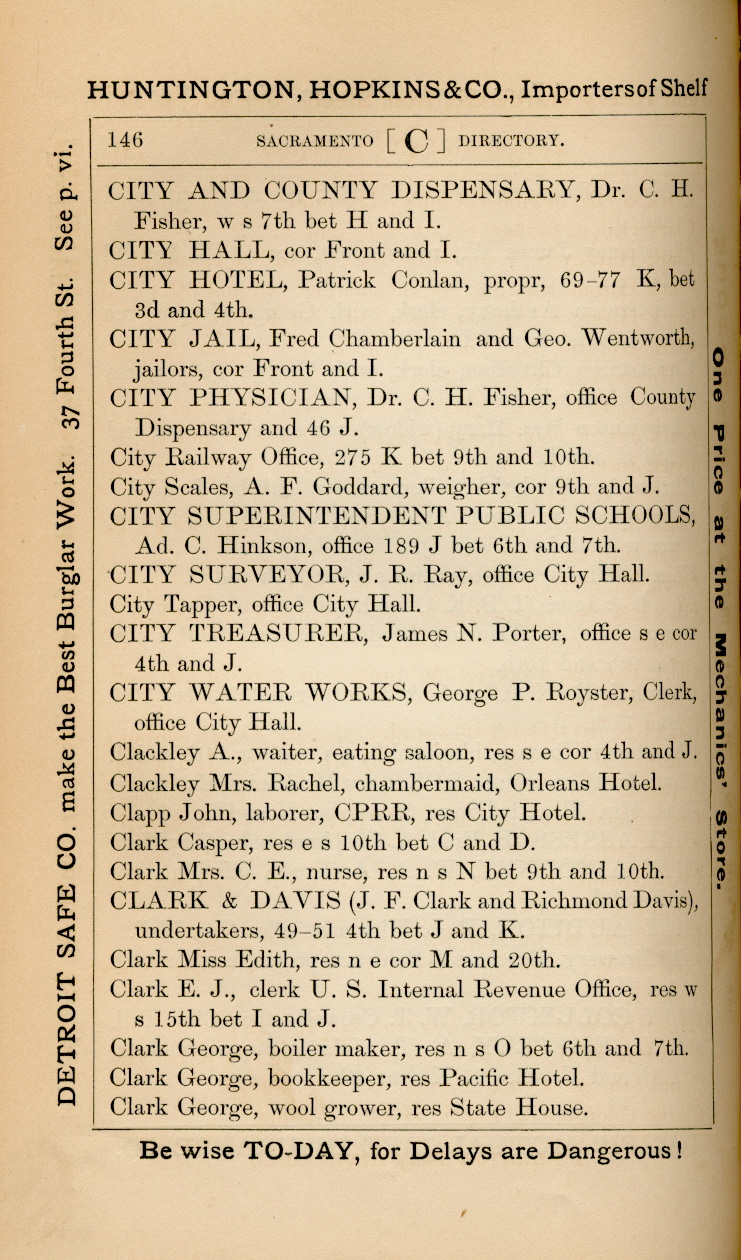 HUNTINGTON, HOPKINS & CO., Importers of Shelf
146 SACRAMENTO [ C ] DIRECTORY.
CITY AND COUNTY DISPENSARY, Dr. C. H.
Fisher, w s 7th bet H and I.
CITY HALL, cor Front and I.
CITY HOTEL, Patrick Conlan, propr, 69–77 K, bet
3d and 4th.
CITY JAIL, Fred Chamberlain and Geo. Wentworth,
jailors, cor Front and I.
CITY PHYSICIAN, Dr. C. H. Fisher, office County
Dispensary and 46 J.
City Railway Office, 275 K bet 9th and 10th.
City Scales, A. F. Goddard, weigher, cor 9th and J.
CITY SUPERINTENDENT PUBLIC SCHOOLS,
Ad. C. Hinkson, office 189 J bet 6th and 7th.
CITY SURVEYOR, J. R. Ray, office City Hall.
City Tapper, office City Hall.
CITY TREASURER, James N. Porter, office s e cor
4th and J.
CITY WATER WORKS, George P. Royster, Clerk,
office City Hall.
Clackley A., waiter, eating saloon, res s e cor 4th and J.
Clackley Mrs. Rachel, chambermaid, Orleans Hotel.
Clapp John, laborer, CPRR, res City Hotel.
Clark Casper, res e s 10th bet C and D.
Clark Mrs. C. E., nurse, res n s N bet 9th and 10th.
CLARK & DAVIS (J. F. Clark and Richmond Davis),
undertakers, 49–51 4th bet J and K.
Clark Miss Edith, res n e cor M and 20th.
Clark E. J., clerk U. S. Internal Revenue Office, res w
s 15th bet I and J.
Clark George, boiler maker, res n s O bet 6th and 7th.
Clark George, bookkeeper, res Pacific Hotel.
Clark George, wool grower, res State House.
Be wise TO-DAY, for Delays are Dangerous!
DETROIT SAFE CO. make the Best Burglar Work. 37 Fourth St. See p. vi.
One Price at the Mechanics' Store.